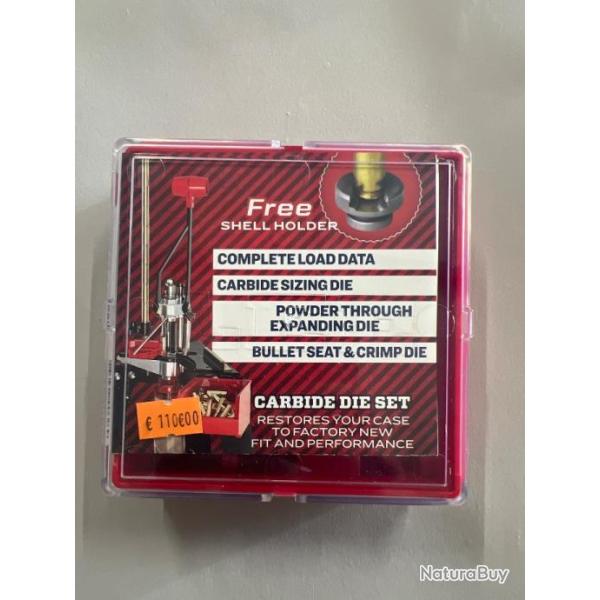 Free
SHELL HOLDER
COMPLETE LOAD DATA
CARBIDE SIZING DIE
POWDER THROUGH
EXPANDING DIE
BULLET SEAT & CRIMP DIE
CARBIDE DIE SET
RESTORES YOUR CASE
TO FACTORY NEW
FIT AND PERFORMANCE
€ 110€00
NaturaBuy